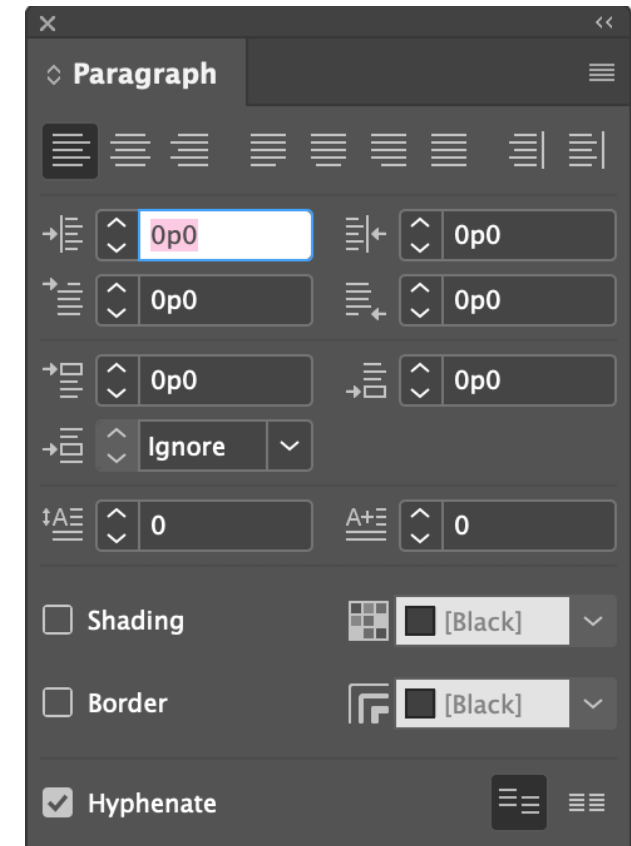 Paragraph
0p0 0p0
0p0 0p0
0p0 0p0
Ignore
0 0
Shading [Black]
Border [Black]
Hyphenate